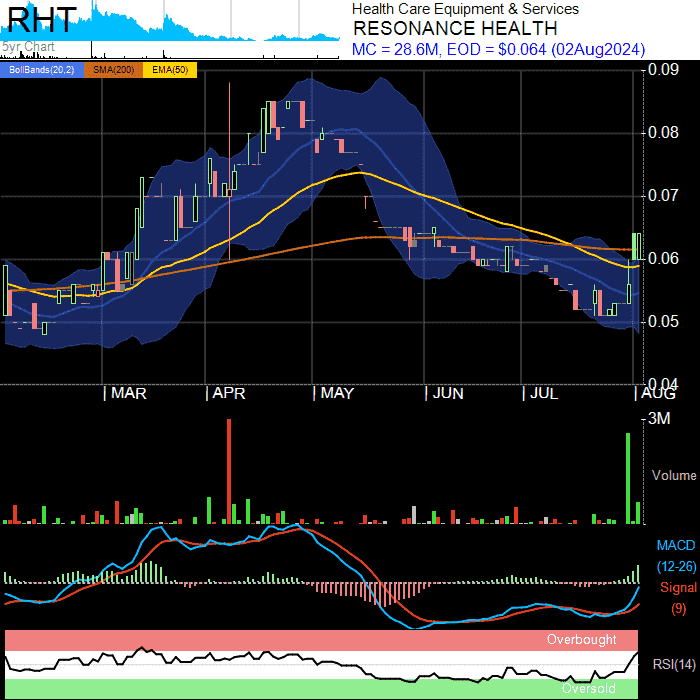 RHT
5yr Chart
Health Care Equipment & Services
RESONANCE HEALTH
MC = 28.6M, EOD = $0.064 (02Aug2024)
BollBands(20,2) SMA(200) EMA(50)
0.09
0.08
0.07
0.06
0.05
0.04
MAR APR MAY JUN JUL AUG
3M
Volume
MACD
(12-26)
Signal
(9)
Overbought
RSI(14)
Oversold